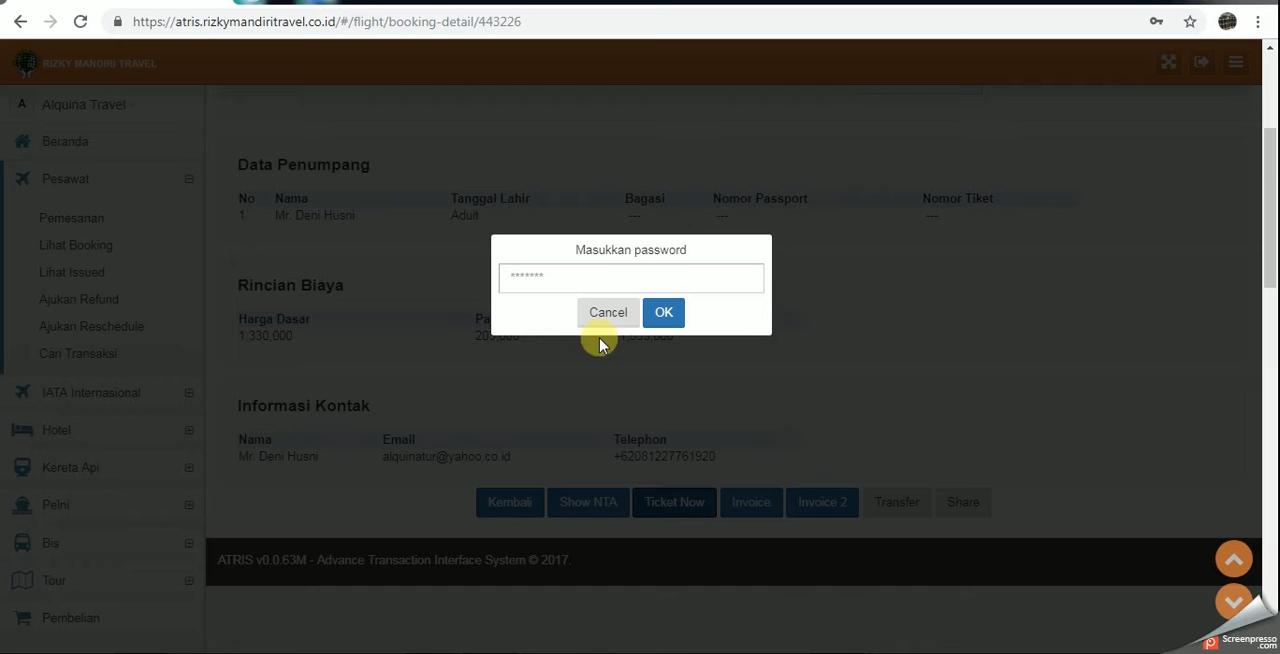 https://atris.rizkymandiritravel.co.id/#/flight/booking-detail/443226
RIZKY MANDIRI TRAVEL
A Alquina Travel
Beranda
Pesawat
Pemesanan
Lihat Booking
Lihat Issued
Ajukan Refund
Ajukan Reschedule
Cari Transaksi
IATA Internasional
Hotel
Kereta Api
Pelni
Bis
Tour
Pembelian
Data Penumpang
No Nama Tanggal Lahir Bagasi Nomor Passport Nomor Tiket
1 Mr. Deni Husni Adult --- --- ---
Masukkan password
*******
Cancel OK
Rincian Biaya
Harga Dasar
1,330,000
Informasi Kontak
Nama Email Telephon
Mr. Deni Husni alquinatur@yahoo.co.id +62081227761920
Kembali Show NTA Ticket Now Invoice Invoice 2 Transfer Share
ATRIS v0.0.63M - Advance Transaction Interface System © 2017.
Screenpresso
.com